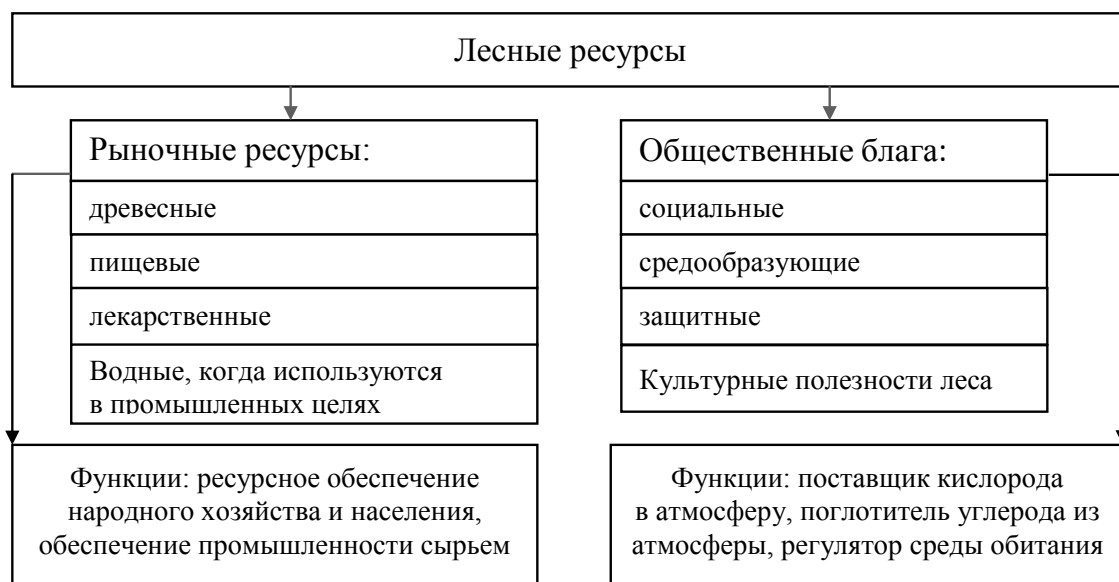 Лесные ресурсы
Рыночные ресурсы:
древесные
пищевые
лекарственные
Водные, когда используются
в промышленных целях
Функции: ресурсное обеспечение
народного хозяйства и населения,
обеспечение промышленности сырьем
Общественные блага:
социальные
средообразующие
защитные
Культурные полезности леса
Функции: поставщик кислорода
в атмосферу, поглотитель углерода из
атмосферы, регулятор среды обитания